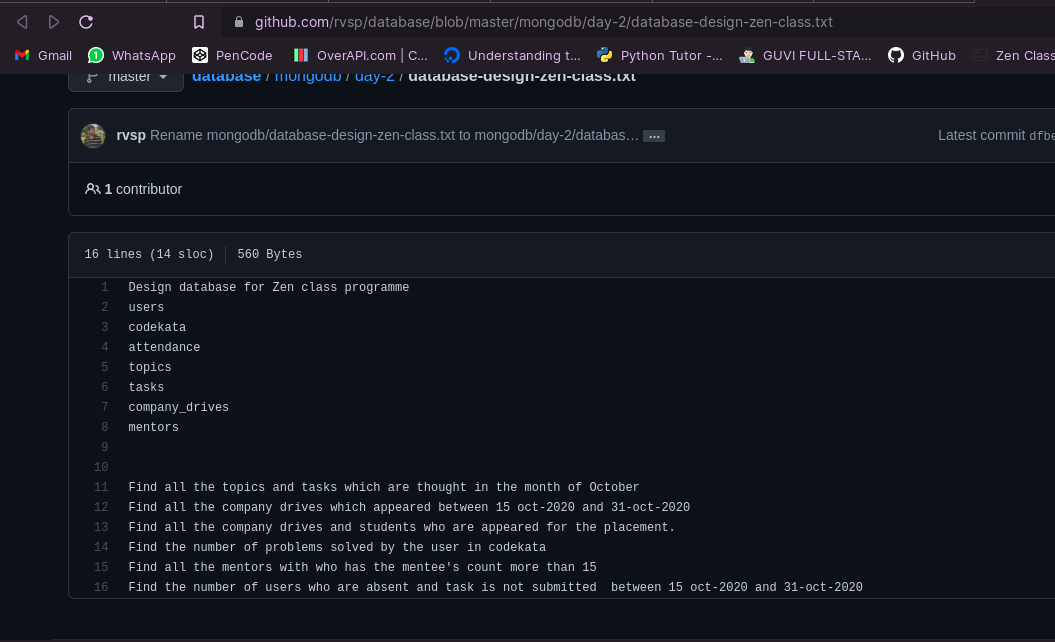 github.com/rvsp/database/blob/master/mongodb/day-2/database-design-zen-class.txt
Gmail 1 WhatsApp PenCode OverAPI.com | C... Understanding t... Python Tutor -... GUVI FULL-STA... GitHub Zen Class
master database / mongodb / day-2 / database-design-zen-class.txt
rvsp Rename mongodb/database-design-zen-class.txt to mongodb/day-2/databas… ... Latest commit dfbe
1 contributor
16 lines (14 sloc) 560 Bytes
1 Design database for Zen class programme
2 users
3 codekata
4 attendance
5 topics
6 tasks
7 company_drives
8 mentors
9
10
11 Find all the topics and tasks which are thought in the month of October
12 Find all the company drives which appeared between 15 oct-2020 and 31-oct-2020
13 Find all the company drives and students who are appeared for the placement.
14 Find the number of problems solved by the user in codekata
15 Find all the mentors with who has the mentee's count more than 15
16 Find the number of users who are absent and task is not submitted  between 15 oct-2020 and 31-oct-2020